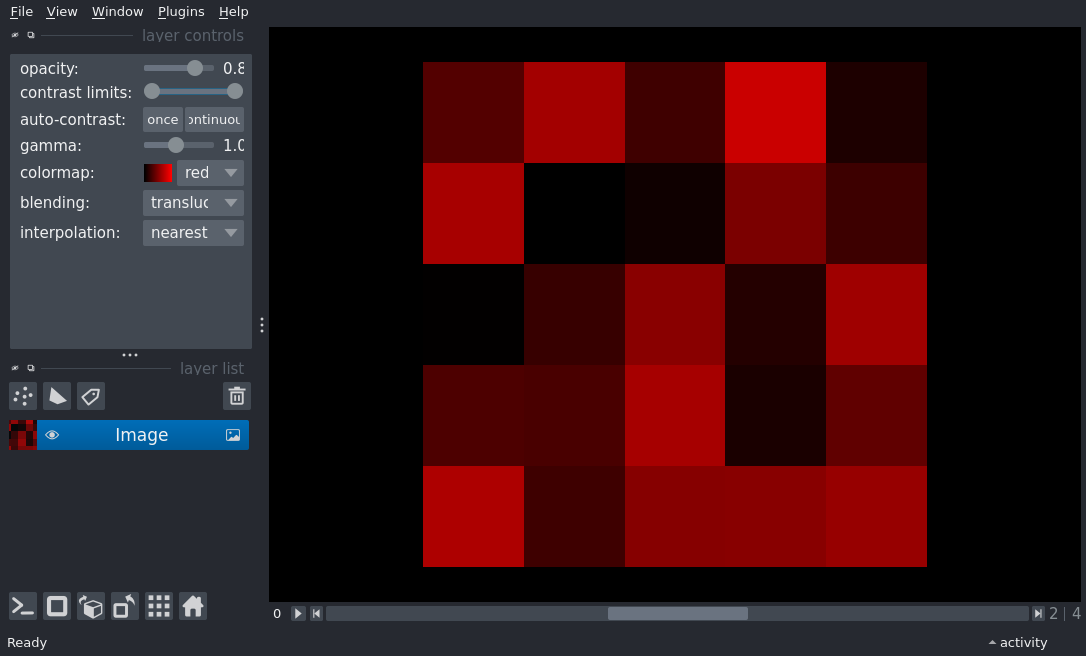 File View Window Plugins Help
layer controls
opacity: 0.8
contrast limits:
auto-contrast: once ontinuou
gamma: 1.0
colormap: red
blending: transluc
interpolation: nearest
layer list
Image
0 2 | 4
Ready activity